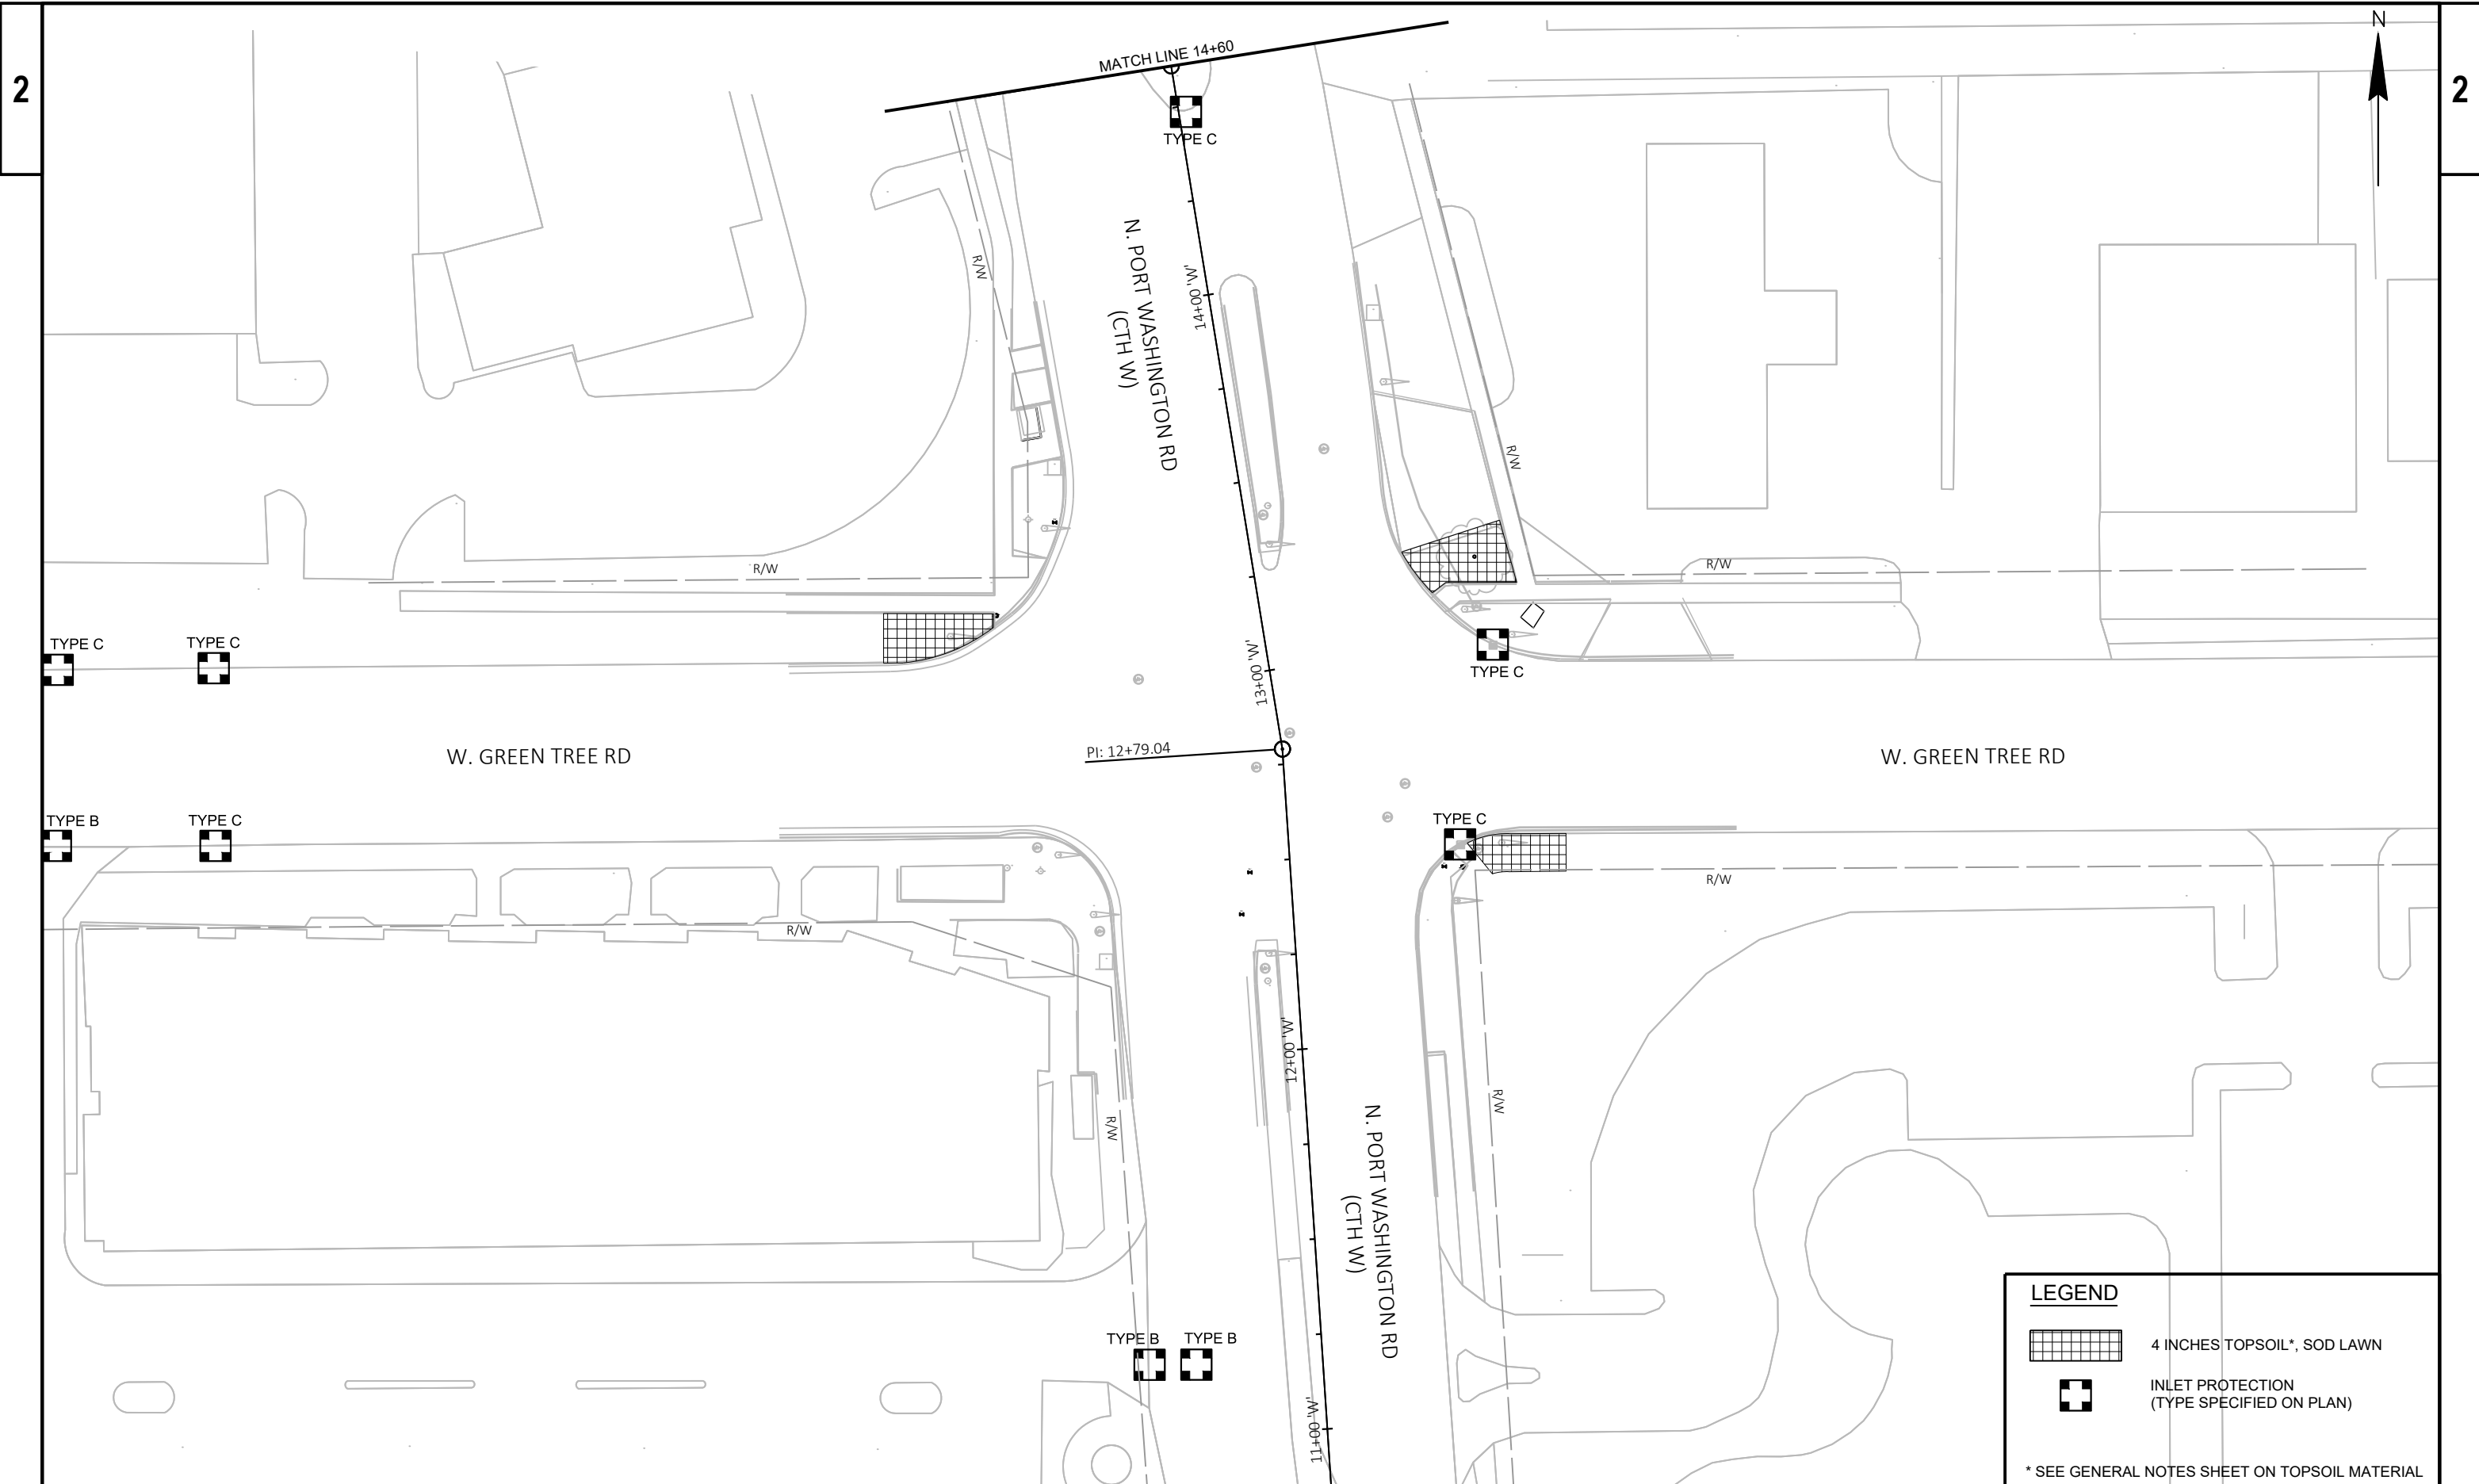 2
2
N
MATCH LINE 14+60
TYPE C
N. PORT WASHINGTON RD
(CTH W)
R/W
14+00 'W'
R/W
R/W
R/W
TYPE C
TYPE C
TYPE C
13+00 'W'
W. GREEN TREE RD
PI: 12+79.04
W. GREEN TREE RD
TYPE B
TYPE C
TYPE C
R/W
R/W
12+00 'W'
R/W
R/W
N. PORT WASHINGTON RD
(CTH W)
TYPE B
TYPE B
11+00 'W'
LEGEND
4 INCHES TOPSOIL*, SOD LAWN
INLET PROTECTION
(TYPE SPECIFIED ON PLAN)
* SEE GENERAL NOTES SHEET ON TOPSOIL MATERIAL